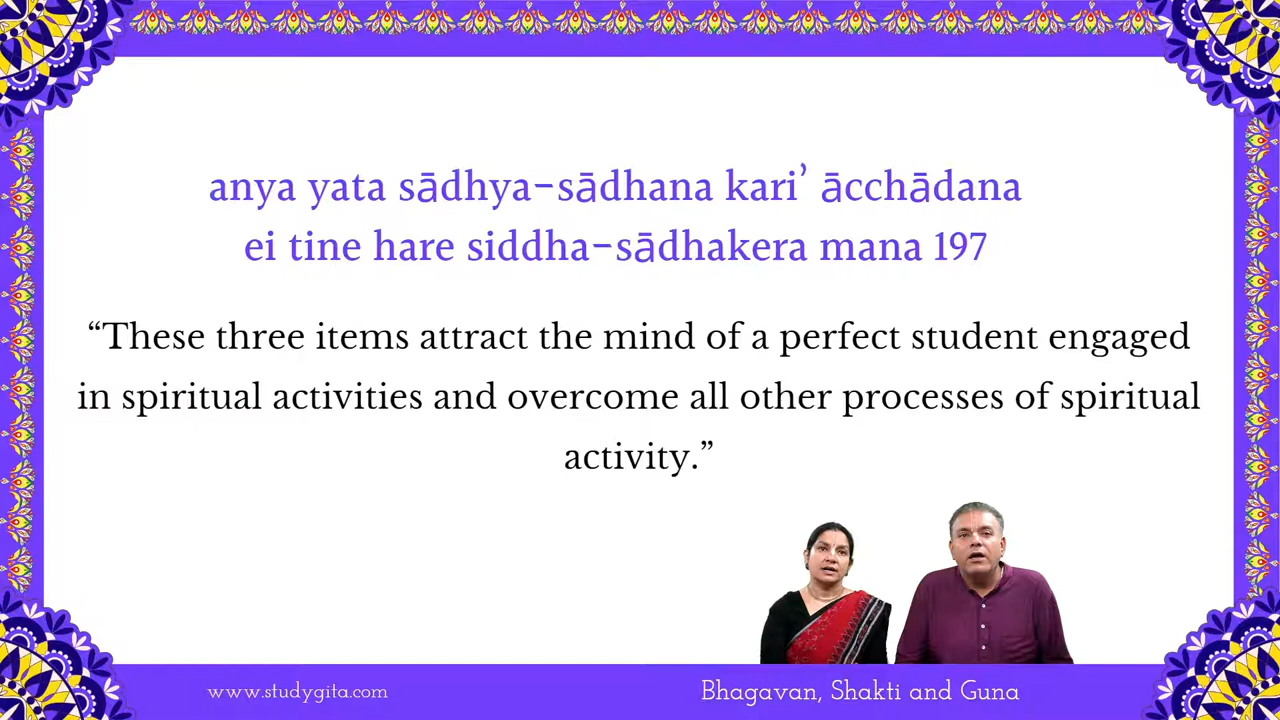 anya yata sādhya-sādhana kari’ ācchādana
ei tine hare siddha-sādhakera mana 197
“These three items attract the mind of a perfect student engaged
in spiritual activities and overcome all other processes of spiritual
activity.”
www.studygita.com
Bhagavan, Shakti and Guna